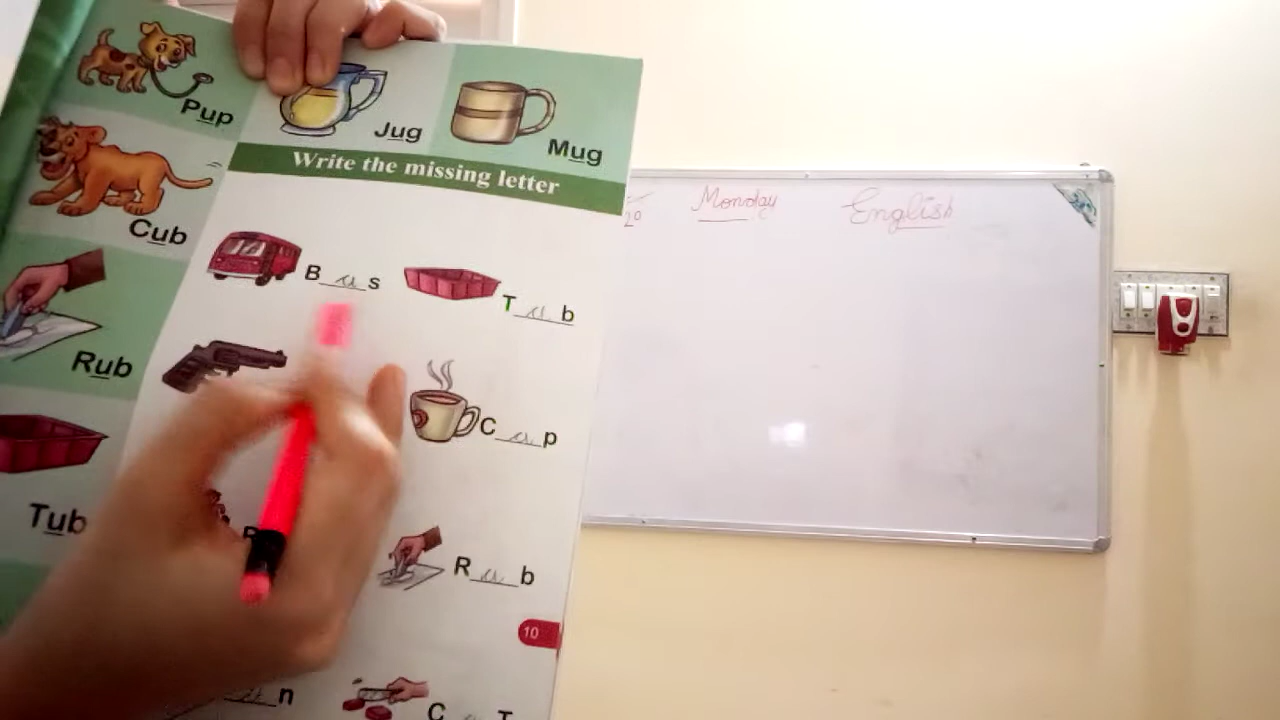 Pup
Jug
Mug
Write the missing letter
Cub
Monday
English
B u s
T u b
Rub
C u p
Tub
R u b
10
u n
C u T